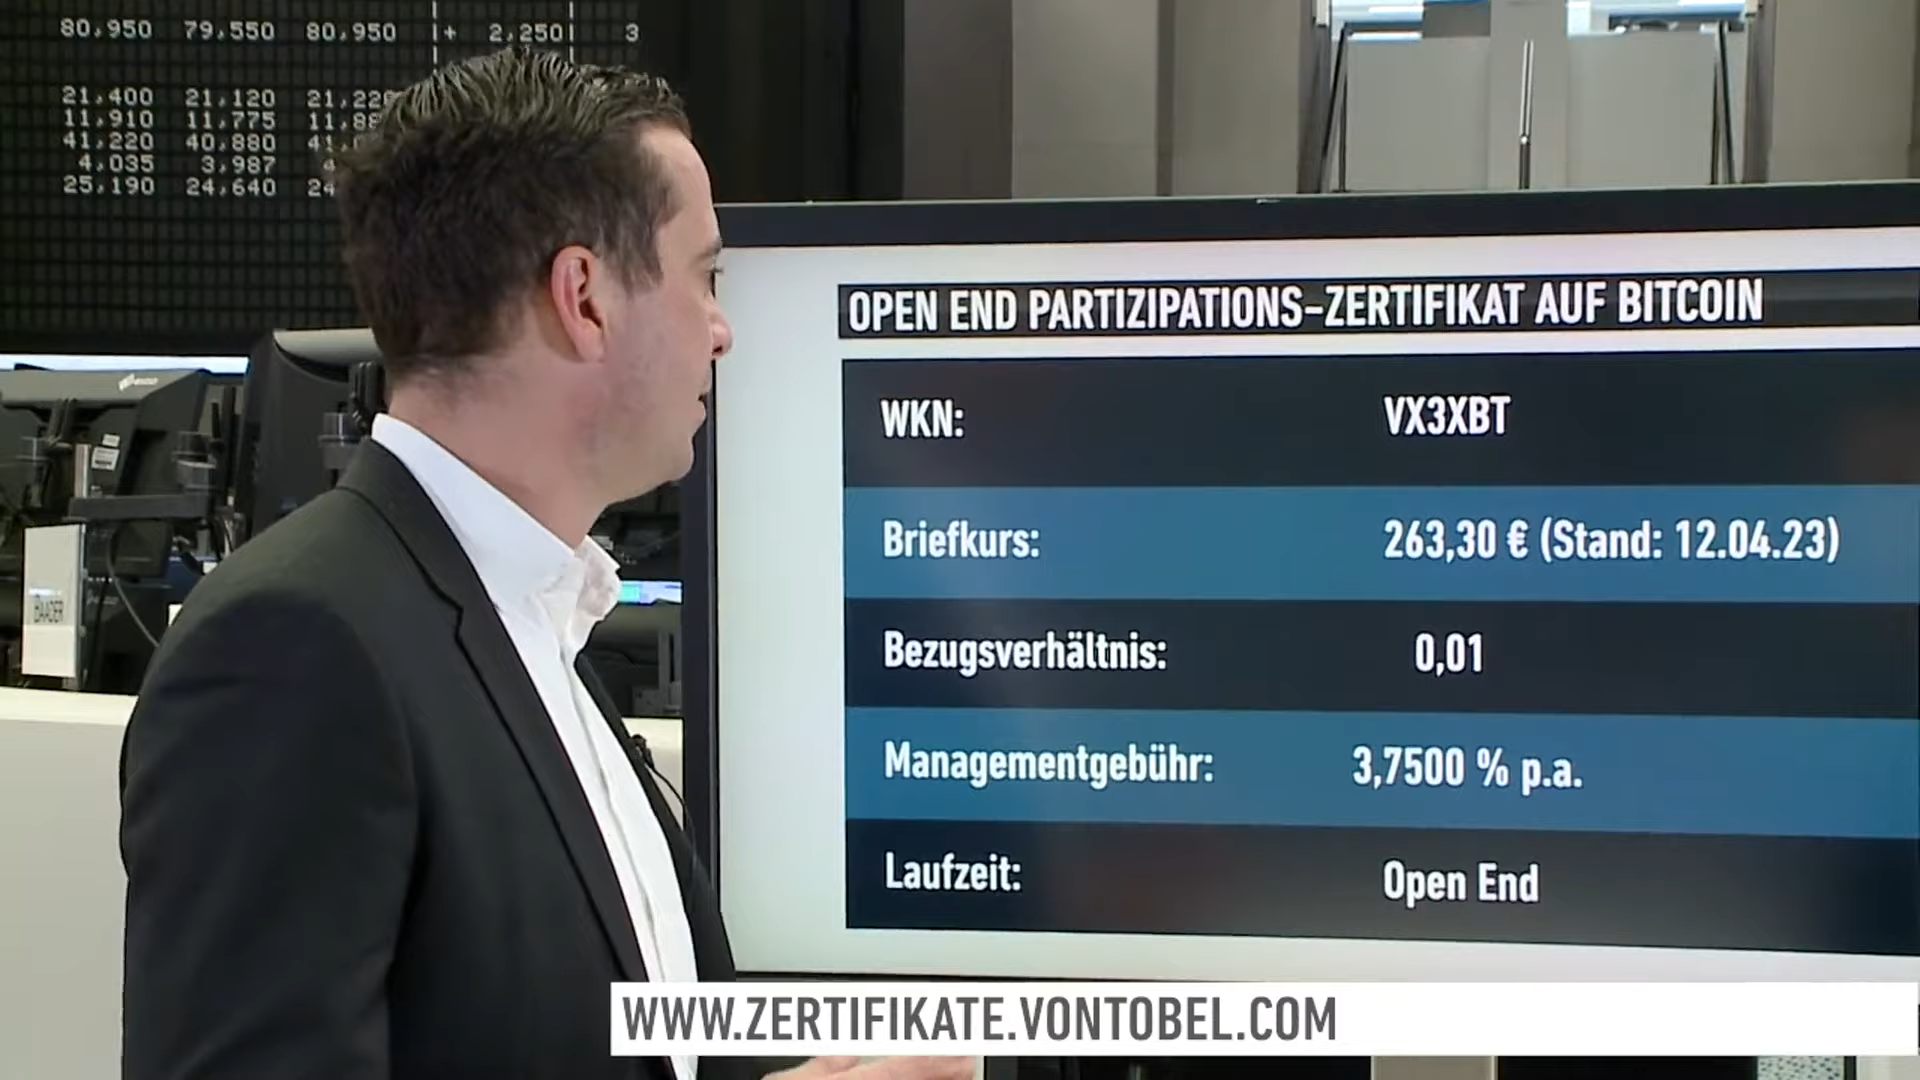 80,950 79,550 80,950 + 2,250 3
21,400 21,120
11,910 11,775
41,220 40,880
4,035 3,987
25,190 24,640
OPEN END PARTIZIPATIONS-ZERTIFIKAT AUF BITCOIN
WKN: VX3XBT
Briefkurs: 263,30 € (Stand: 12.04.23)
Bezugsverhältnis: 0,01
Managementgebühr: 3,7500 % p.a.
Laufzeit: Open End
BAADER
WWW.ZERTIFIKATE.VONTOBEL.COM